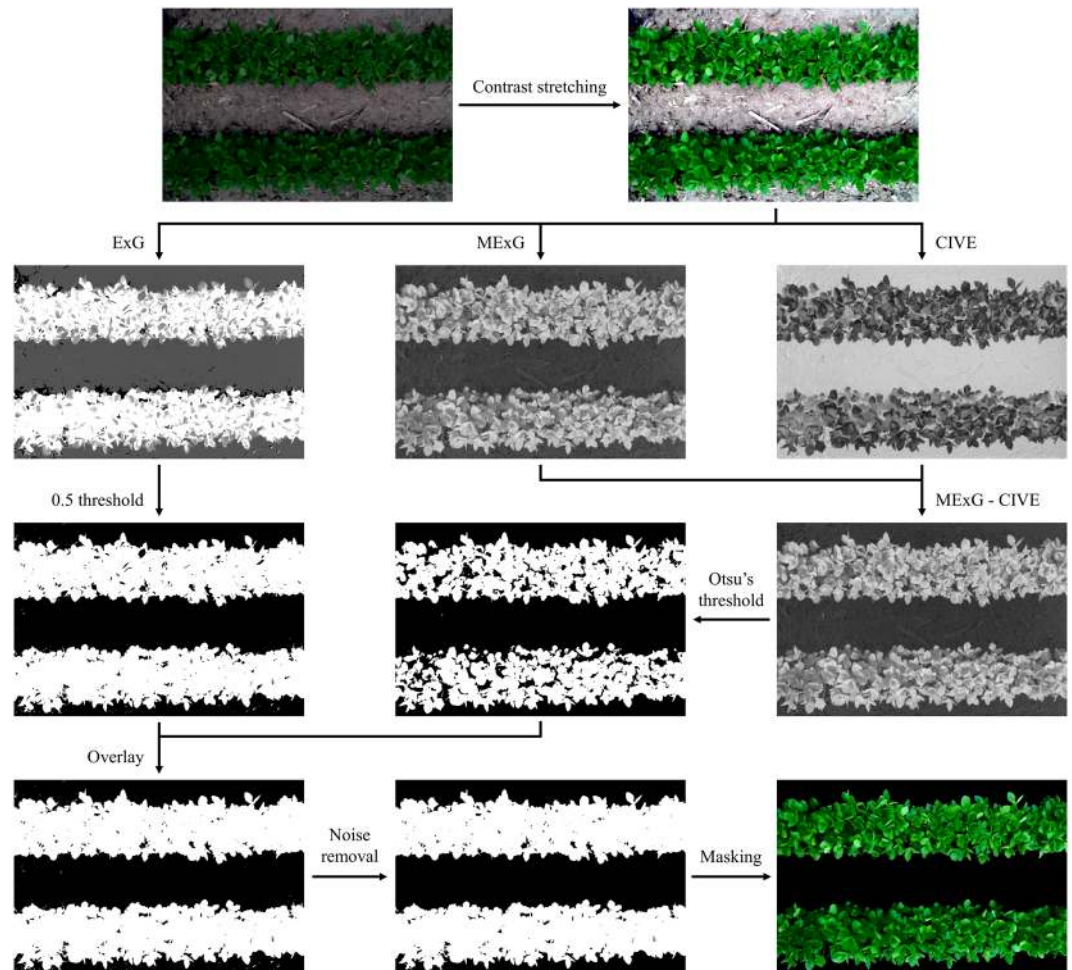 Contrast stretching
ExG
MExG
CIVE
0.5 threshold
MExG - CIVE
Otsu's
threshold
Overlay
Noise
removal
Masking